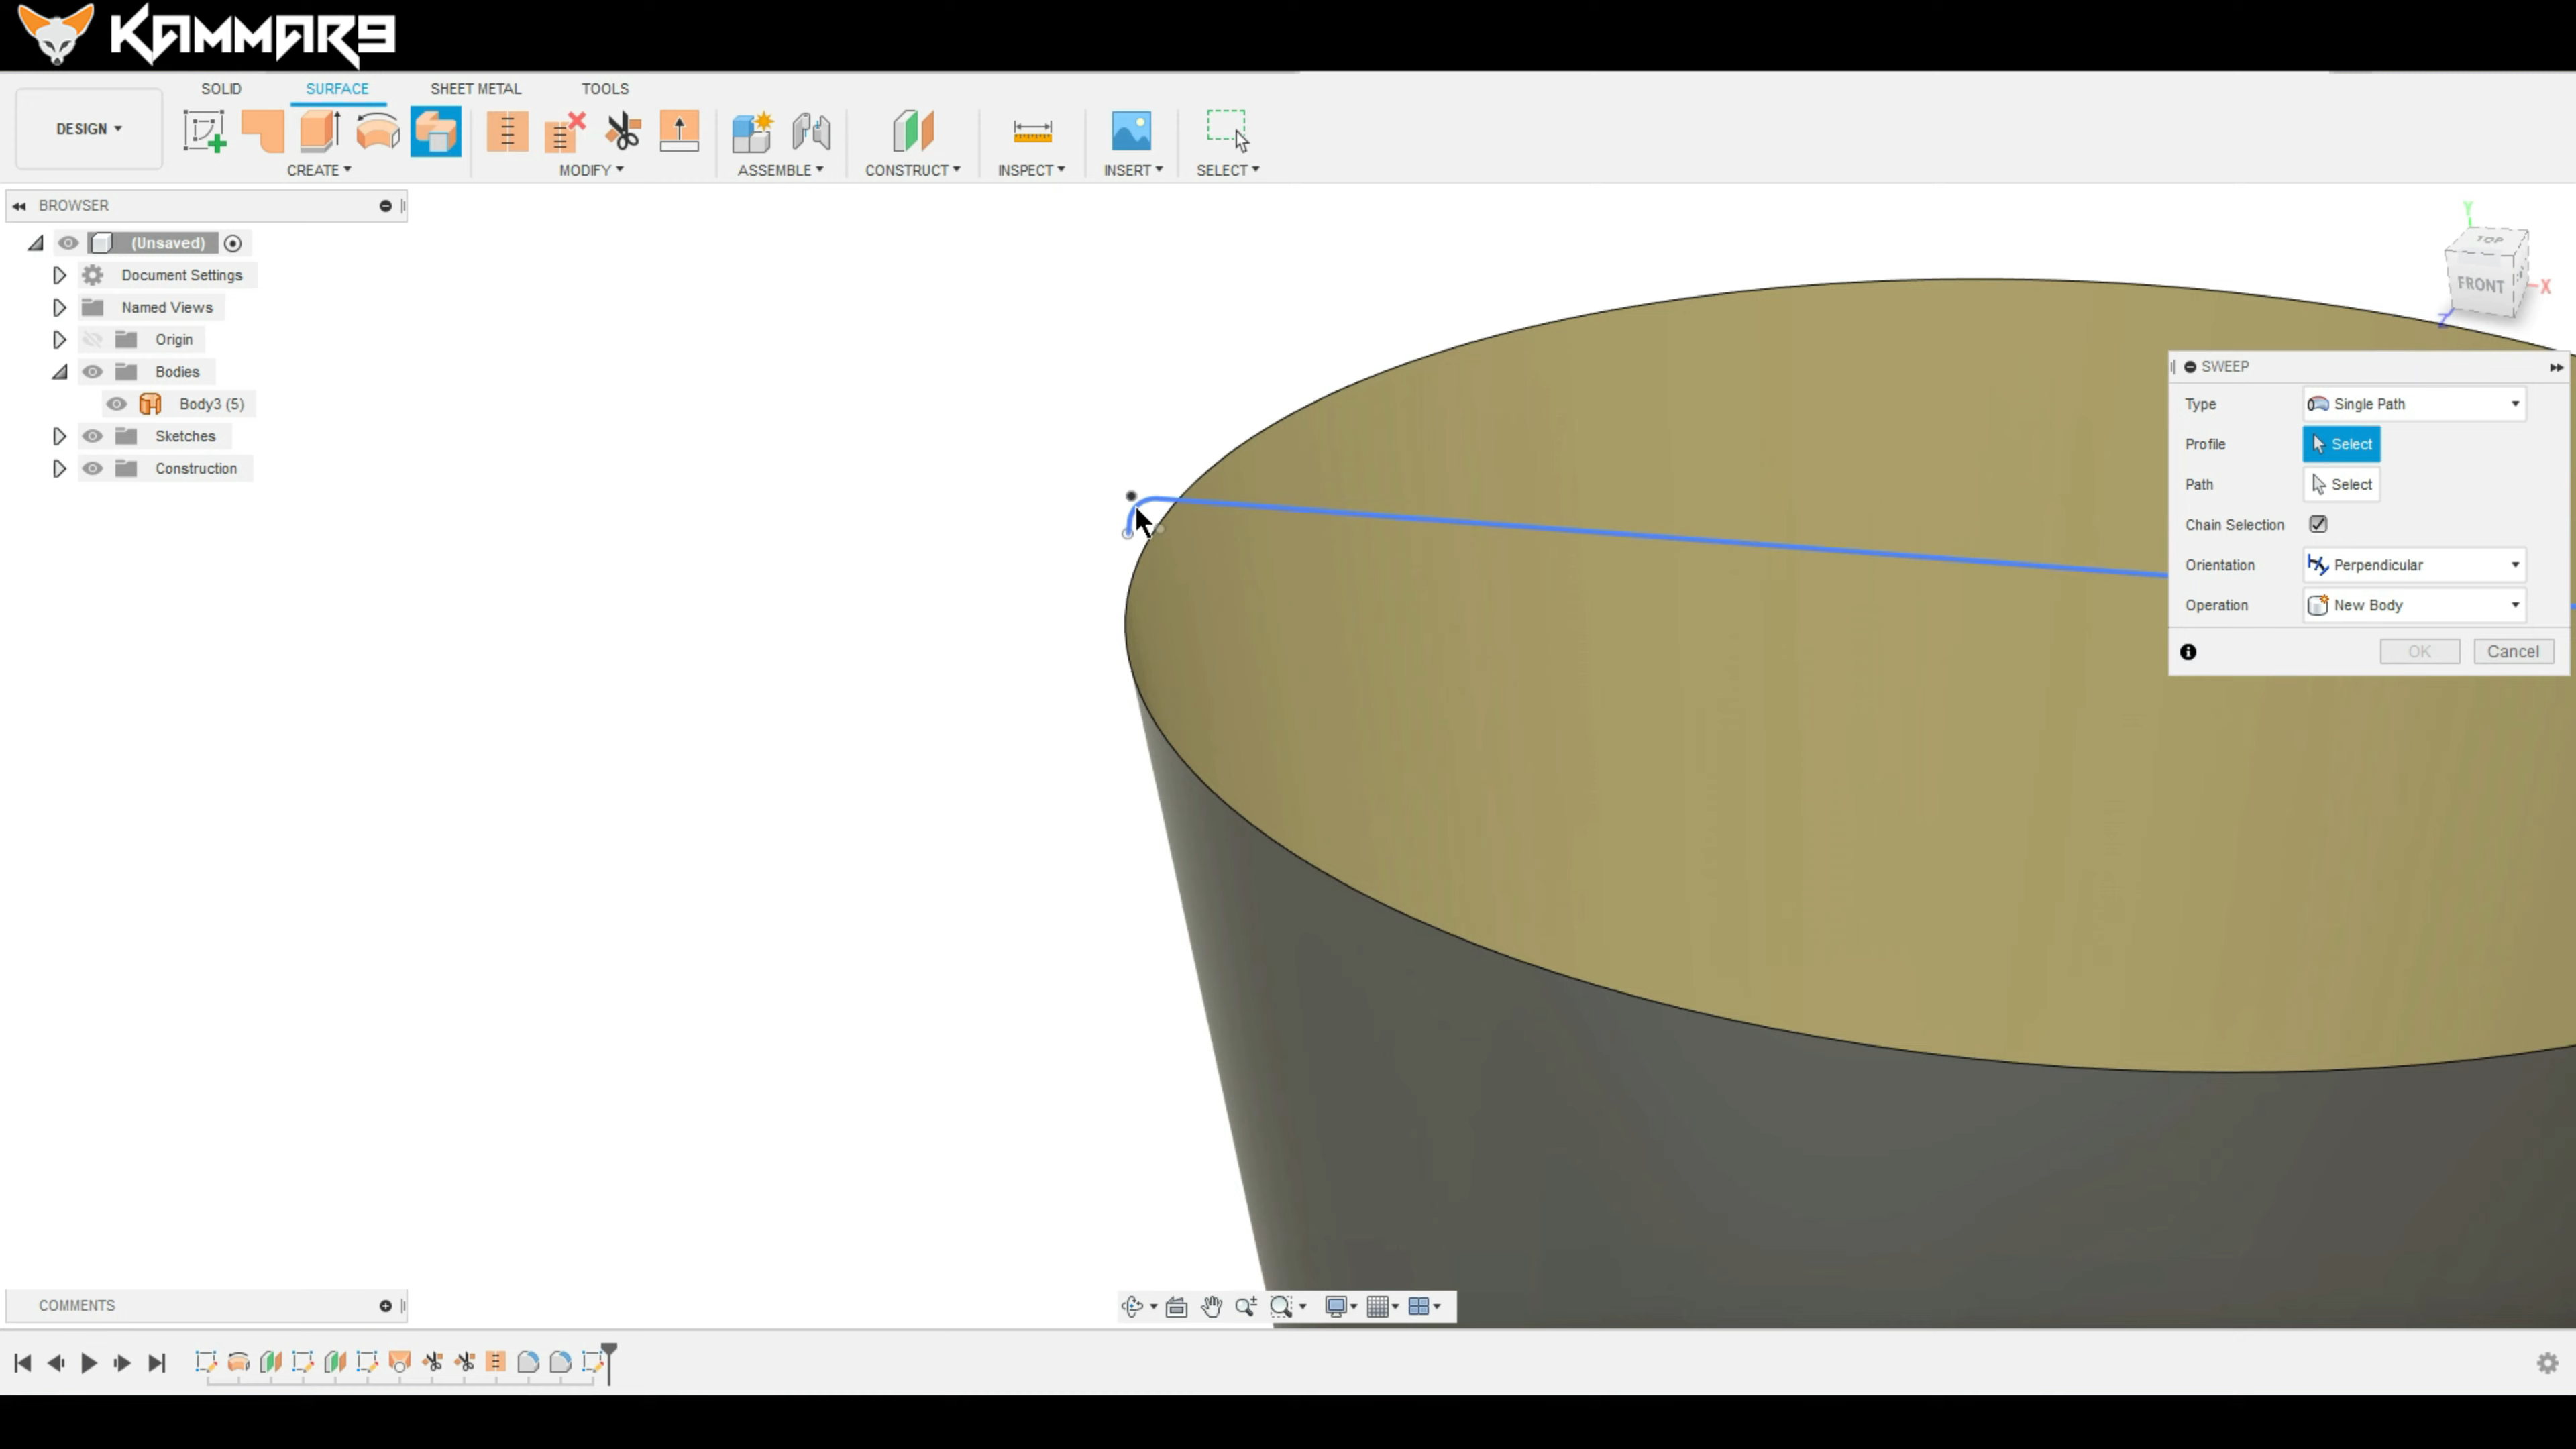 KAMMAR9
SOLID SURFACE SHEET METAL TOOLS
DESIGN
CREATE MODIFY ASSEMBLE CONSTRUCT INSPECT INSERT SELECT
BROWSER
(Unsaved)
Document Settings
Named Views
Origin
Bodies
Body3 (5)
Sketches
Construction
Y
TOP
FRONT
X
Z
SWEEP
Type Single Path
Profile Select
Path Select
Chain Selection
Orientation Perpendicular
Operation New Body
OK Cancel
COMMENTS